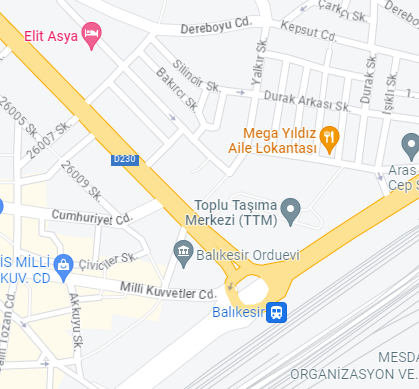 Dereboyu Cd.
Çarkçı Sk.
Elit Asya
Kepsut Cd.
Silindir Sk.
Bakırcı Sk.
Yalkır Sk.
Durak Sk.
Işıklı Sk.
1.
26005 Sk.
Durak Arkası Sk.
26007 Sk.
Mega Yıldız
Aile Lokantası
D230
26009 Sk.
Aras
Cep S
Toplu Taşıma
Merkezi (TTM)
Cumhuriyet Cd.
Balıkesir Orduevi
İS MİLLİ
KUV. CD
Çiviciler Sk.
Milli Kuvvetler Cd.
Akkuyu Sk.
Balıkesir
alın Tozan Cd.
MESDA
ORGANİZASYON VE